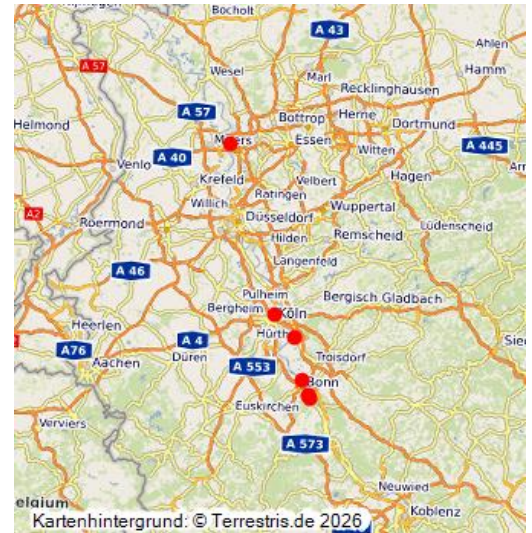 Bocholt
A 43
Ahlen
A 57
Wesel
Marl
Hamm
Recklinghausen
A 57
Bottrop
Herne
Dortmund
Helmond
Essen
Witten
A 445
Venlo
A 40
Krefeld
Velbert
Hagen
Ratingen
A2
Willich
Wuppertal
Roermond
Düsseldorf
Lüdenscheid
Hilden
Remscheid
A 46
Langenfeld
Pulheim
Bergisch Gladbach
Bergheim
Köln
Heerlen
Hürth
A76
A 4
Düren
Troisdorf
Aachen
A 553
Bonn
Euskirchen
Verviers
A 573
Neuwied
elgium
Koblenz
Kartenhintergrund: © Terrestris.de 2026